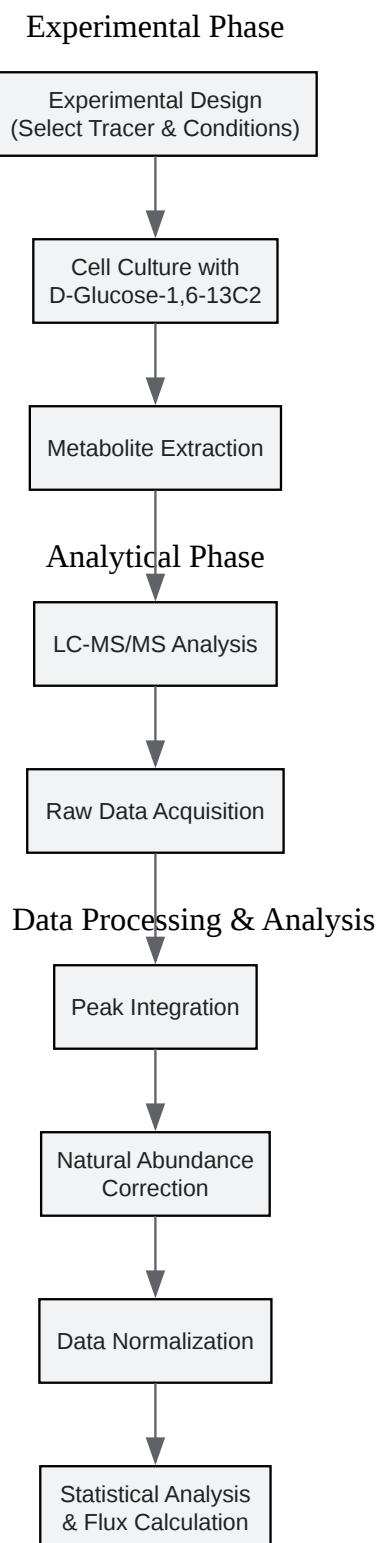 Experimental Phase
Experimental Design
(Select Tracer & Conditions)
Cell Culture with
D-Glucose-1,6-13C2
Metabolite Extraction
Analytical Phase
LC-MS/MS Analysis
Raw Data Acquisition
Data Processing & Analysis
Peak Integration
Natural Abundance
Correction
Data Normalization
Statistical Analysis
& Flux Calculation